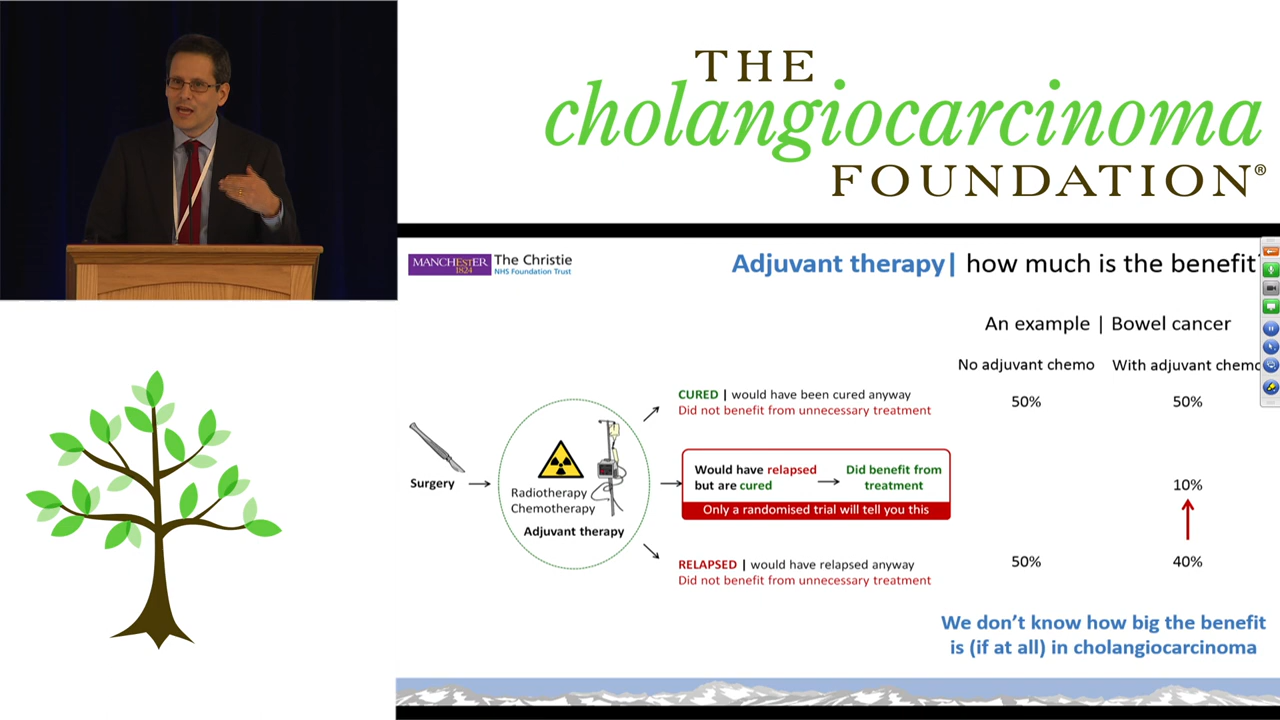 THE
cholangiocarcinoma
FOUNDATION®
MANCHESTER
1824
The Christie
NHS Foundation Trust
Adjuvant therapy| how much is the benefit?
An example | Bowel cancer
No adjuvant chemo
With adjuvant chemo
CURED | would have been cured anyway
Did not benefit from unnecessary treatment
50%
50%
Surgery
Radiotherapy
Chemotherapy
Adjuvant therapy
Would have relapsed
but are cured
Did benefit from
treatment
Only a randomised trial will tell you this
10%
RELAPSED | would have relapsed anyway
Did not benefit from unnecessary treatment
50%
40%
We don't know how big the benefit
is (if at all) in cholangiocarcinoma